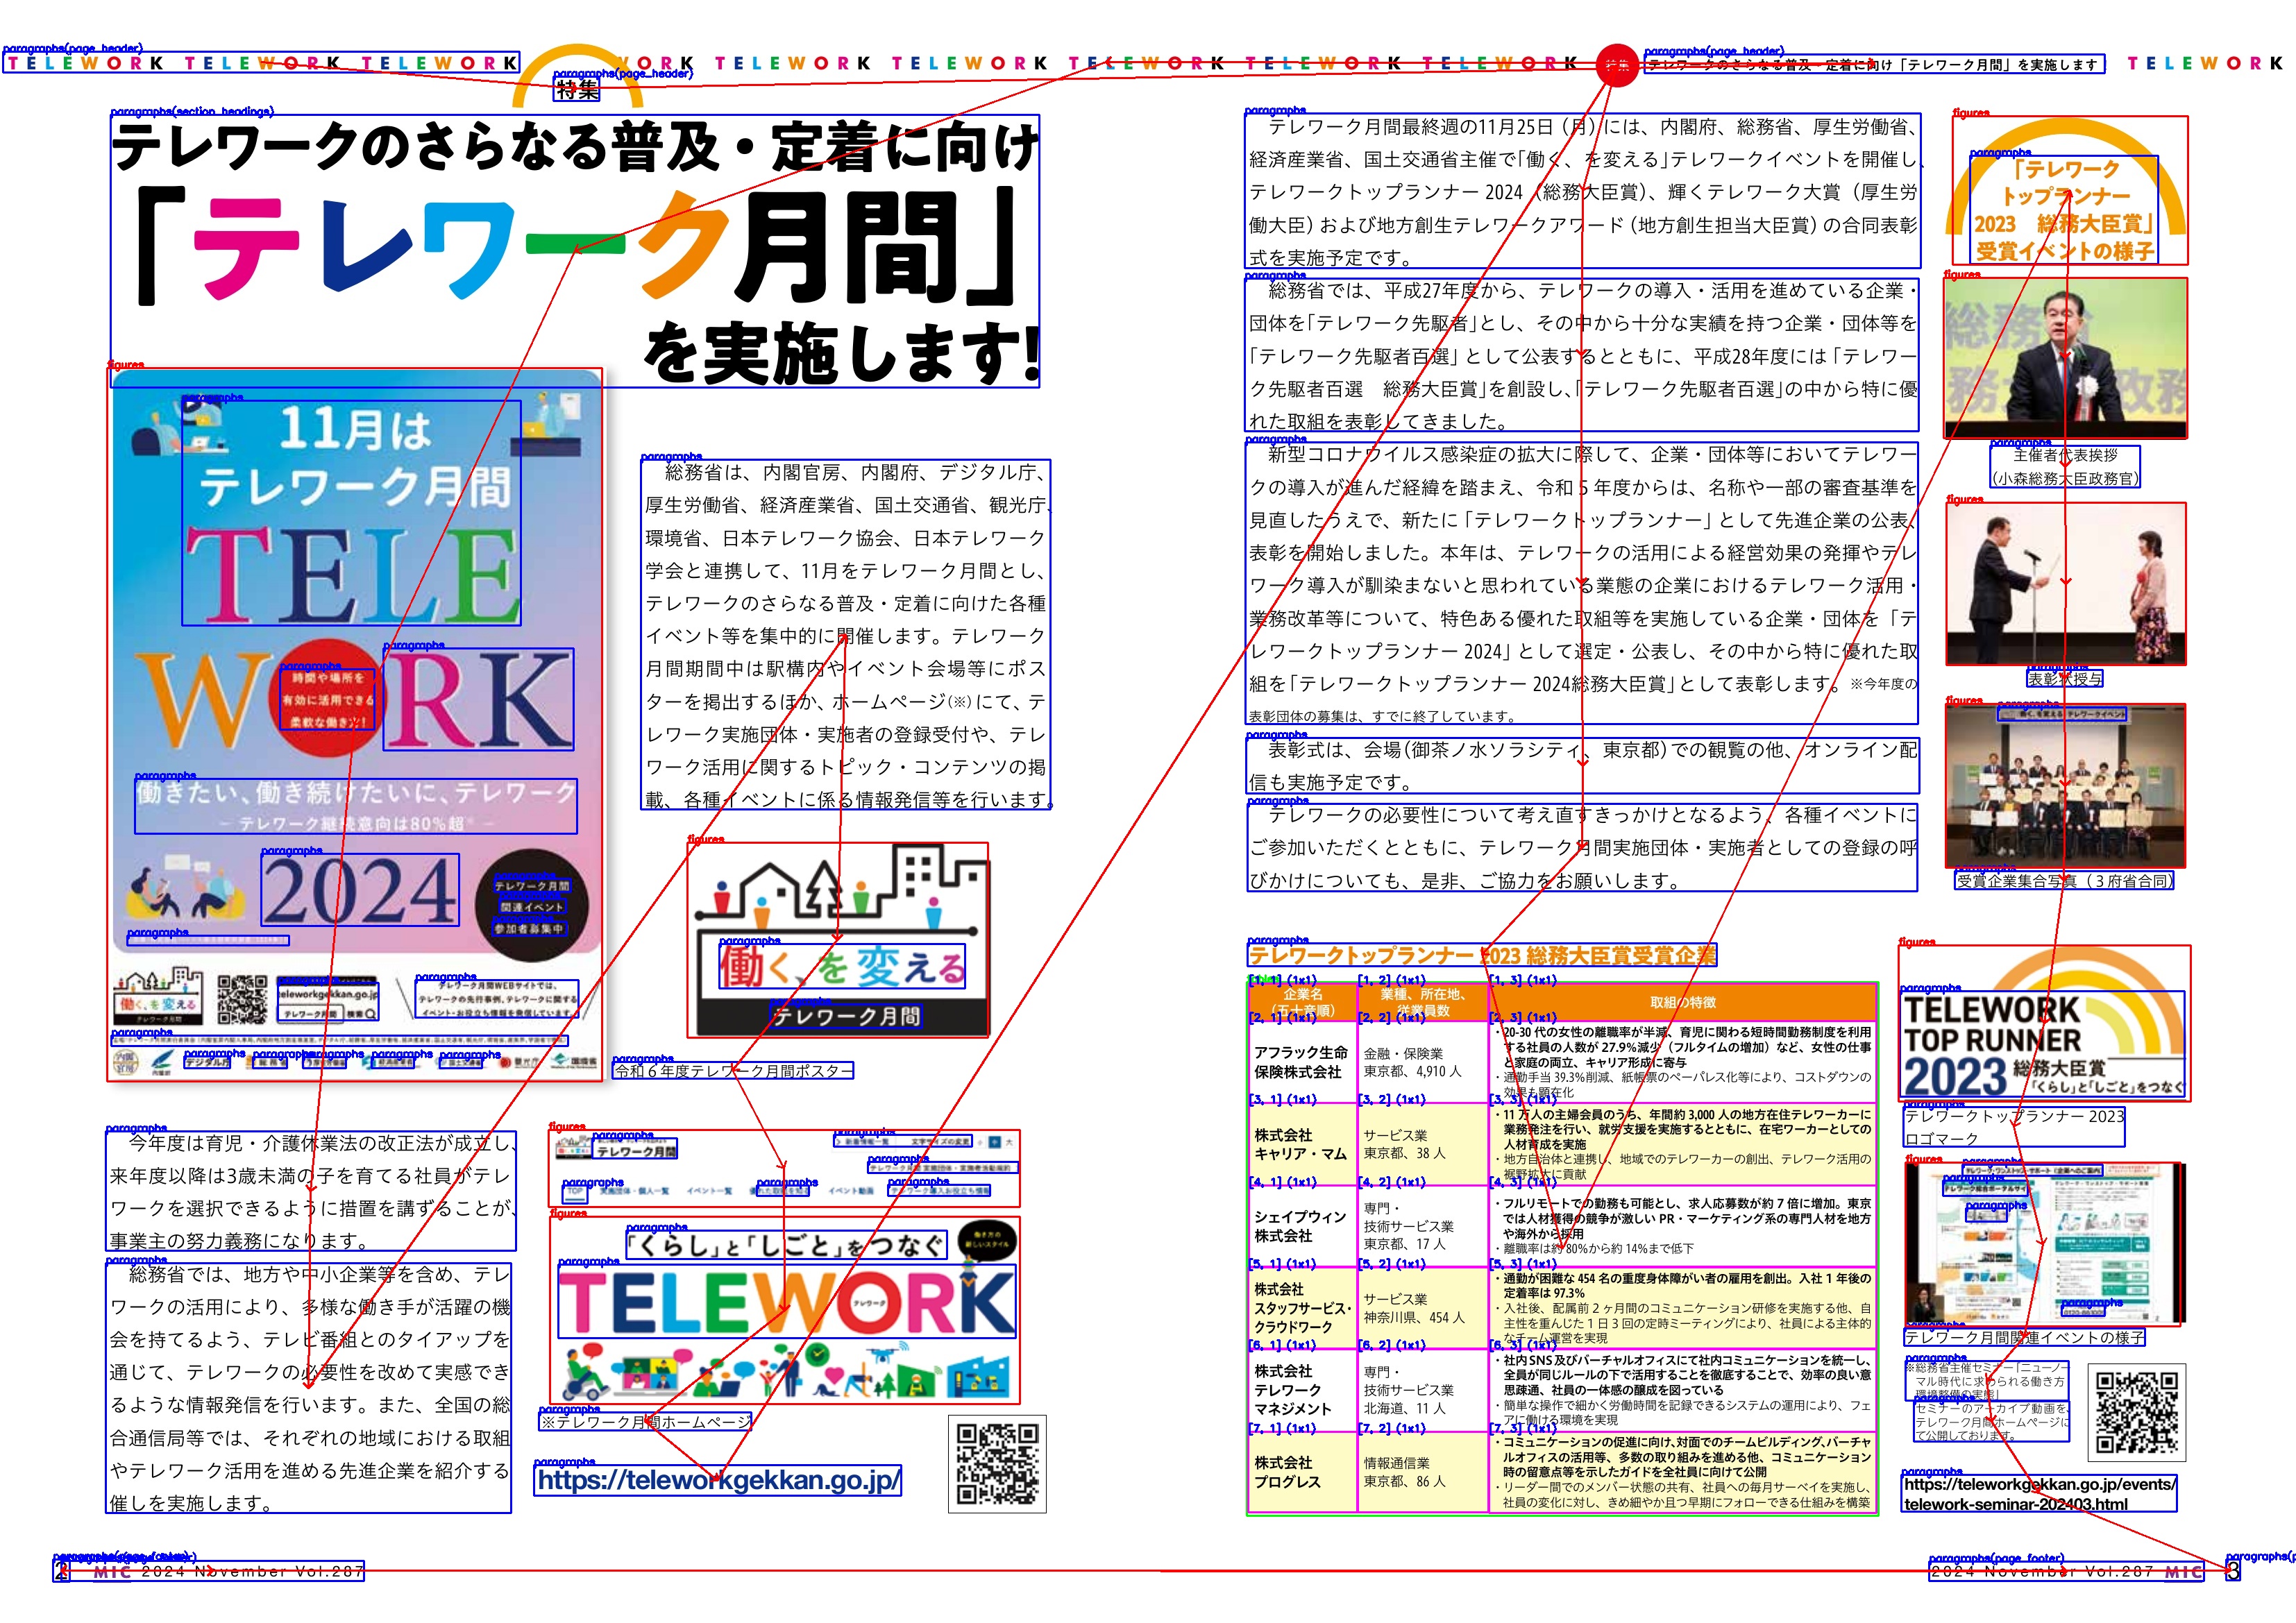 TELEWORK TELEWORK TELEWORK WORK TELEWORK TELEWORK TELEWORK TELEWORK TELEWORK 特集 テレワークのさらなる普及・定着に向け「テレワーク月間」を実施します TELEWORK
特集
テレワークのさらなる普及・定着に向け
「テレワーク月間」
を実施します!
11月は
テレワーク月間
TELE
WORK
時間や場所を
有効に活用できる
柔軟な働き方!
働きたい、働き続けたいに、テレワーク
− テレワーク継続意向は80%超 −
2024
テレワーク月間
関連イベント
参加者募集中
働く、を変える
テレワーク月間
teleworkgekkan.go.jp
テレワーク月間 検索
テレワーク月間WEBサイトでは、
テレワークの先行事例、テレワークに関する
イベント・お役立ち情報を発信しています。
デジタル庁
観光庁
環境省
今年度は育児・介護休業法の改正法が成立し、
来年度以降は3歳未満の子を育てる社員がテレ
ワークを選択できるように措置を講ずることが、
事業主の努力義務になります。
総務省では、地方や中小企業等を含め、テレ
ワークの活用により、多様な働き手が活躍の機
会を持てるよう、テレビ番組とのタイアップを
通じて、テレワークの必要性を改めて実感でき
るような情報発信を行います。また、全国の総
合通信局等では、それぞれの地域における取組
やテレワーク活用を進める先進企業を紹介する
催しを実施します。
総務省は、内閣官房、内閣府、デジタル庁、
厚生労働省、経済産業省、国土交通省、観光庁、
環境省、日本テレワーク協会、日本テレワーク
学会と連携して、11月をテレワーク月間とし、
テレワークのさらなる普及・定着に向けた各種
イベント等を集中的に開催します。テレワーク
月間期間中は駅構内やイベント会場等にポス
ターを掲出するほか、ホームページ(※)にて、テ
レワーク実施団体・実施者の登録受付や、テレ
ワーク活用に関するトピック・コンテンツの掲
載、各種イベントに係る情報発信等を行います。
働く、を変える
テレワーク月間
令和6年度テレワーク月間ポスター
テレワーク月間
新着情報一覧 文字サイズの変更 大
TOP 実施団体・個人一覧 イベント一覧 優れた取組を知る イベント動画 テレワーク導入お役立ち情報
「くらし」と「しごと」をつなぐ
働き方の
新しいスタイル
TELEWORK
テレワーク
※テレワーク月間ホームページ
https://teleworkgekkan.go.jp/
2 MIC 2024 November Vol.287
テレワーク月間最終週の11月25日(月)には、内閣府、総務省、厚生労働省、
経済産業省、国土交通省主催で「働く、を変える」テレワークイベントを開催し、
テレワークトップランナー 2024(総務大臣賞)、輝くテレワーク大賞(厚生労
働大臣)および地方創生テレワークアワード(地方創生担当大臣賞)の合同表彰
式を実施予定です。
総務省では、平成27年度から、テレワークの導入・活用を進めている企業・
団体を「テレワーク先駆者」とし、その中から十分な実績を持つ企業・団体等を
「テレワーク先駆者百選」として公表するとともに、平成28年度には「テレワー
ク先駆者百選 総務大臣賞」を創設し、「テレワーク先駆者百選」の中から特に優
れた取組を表彰してきました。
新型コロナウイルス感染症の拡大に際して、企業・団体等においてテレワー
クの導入が進んだ経緯を踏まえ、令和5年度からは、名称や一部の審査基準を
見直したうえで、新たに「テレワークトップランナー」として先進企業の公表、
表彰を開始しました。本年は、テレワークの活用による経営効果の発揮やテレ
ワーク導入が馴染まないと思われている業態の企業におけるテレワーク活用・
業務改革等について、特色ある優れた取組等を実施している企業・団体を「テ
レワークトップランナー 2024」として選定・公表し、その中から特に優れた取
組を「テレワークトップランナー 2024総務大臣賞」として表彰します。※今年度の
表彰団体の募集は、すでに終了しています。
表彰式は、会場(御茶ノ水ソラシティ、東京都)での観覧の他、オンライン配
信も実施予定です。
テレワークの必要性について考え直すきっかけとなるよう、各種イベントに
ご参加いただくとともに、テレワーク月間実施団体・実施者としての登録の呼
びかけについても、是非、ご協力をお願いします。
テレワークトップランナー 2023 総務大臣賞受賞企業
企業名(五十音順) 業種、所在地、従業員数 取組の特徴
アフラック生命保険株式会社 金融・保険業 東京都、4,910人
・20-30代の女性の離職率が半減、育児に関わる短時間勤務制度を利用
する社員の人数が27.9%減少(フルタイムの増加)など、女性の仕事
と家庭の両立、キャリア形成に寄与
・通勤手当39.3%削減、紙帳票のペーパレス化等により、コストダウンの
効果も顕在化
株式会社キャリア・マム サービス業 東京都、38人
・11万人の主婦会員のうち、年間約3,000人の地方在住テレワーカーに
業務発注を行い、就労支援を実施するとともに、在宅ワーカーとしての
人材育成を実施
・地方自治体と連携し、地域でのテレワーカーの創出、テレワーク活用の
裾野拡大に貢献
シェイプウィン株式会社 専門・技術サービス業 東京都、17人
・フルリモートでの勤務も可能とし、求人応募数が約7倍に増加。東京
では人材獲得の競争が激しいPR・マーケティング系の専門人材を地方
や海外から採用
・離職率は約80%から約14%まで低下
株式会社スタッフサービス・クラウドワーク サービス業 神奈川県、454人
・通勤が困難な454名の重度身体障がい者の雇用を創出。入社1年後の
定着率は97.3%
・入社後、配属前2ヶ月間のコミュニケーション研修を実施する他、自
主性を重んじた1日3回の定時ミーティングにより、社員による主体的
なチーム運営を実現
株式会社テレワークマネジメント 専門・技術サービス業 北海道、11人
・社内SNS及びバーチャルオフィスにて社内コミュニケーションを統一し、
全員が同じルールの下で活用することを徹底することで、効率の良い意
思疎通、社員の一体感の醸成を図っている
・簡単な操作で細かく労働時間を記録できるシステムの運用により、フェ
アに働ける環境を実現
株式会社プログレス 情報通信業 東京都、86人
・コミュニケーションの促進に向け、対面でのチームビルディング、バーチャ
ルオフィスの活用等、多数の取り組みを進める他、コミュニケーション
時の留意点等を示したガイドを全社員に向けて公開
・リーダー間でのメンバー状態の共有、社員への毎月サーベイを実施し、
社員の変化に対し、きめ細やか且つ早期にフォローできる仕組みを構築
「テレワーク
トップランナー
2023 総務大臣賞」
受賞イベントの様子
主催者代表挨拶
(小森総務大臣政務官)
表彰状授与
受賞企業集合写真(3府省合同)
TELEWORK
TOP RUNNER
2023 総務大臣賞
「くらし」と「しごと」をつなぐ
テレワークトップランナー 2023
ロゴマーク
テレワーク月間関連イベントの様子
※総務省主催セミナー「ニューノー
マル時代に求められる働き方
環境整備の実態」
セミナーのアーカイブ動画を、
テレワーク月間ホームページに
て公開しております。
https://teleworkgekkan.go.jp/events/
telework-seminar-202403.html
2024 November Vol.287 MIC 3